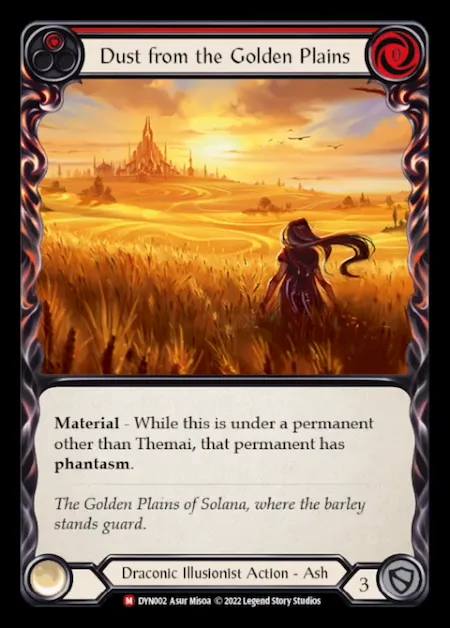 Dust from the Golden Plains
0
Material - While this is under a permanent
other than Themai, that permanent has
phantasm.
The Golden Plains of Solana, where the barley
stands guard.
Draconic Illusionist Action - Ash
3
M DYN002 Asur Misoa © 2022 Legend Story Studios